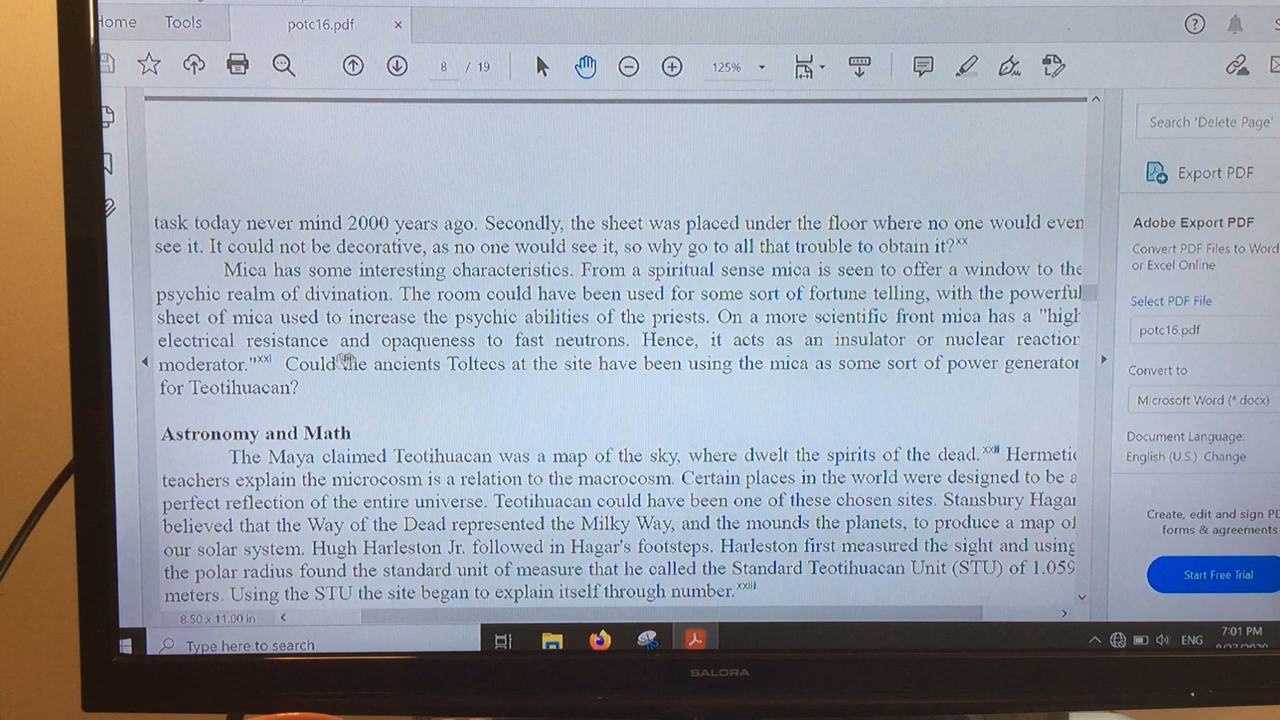 Home Tools potc16.pdf ×
8 / 19 125%
Search 'Delete Page'
Export PDF
Adobe Export PDF
Convert PDF Files to Word
or Excel Online
Select PDF File
potc16.pdf
Convert to
Microsoft Word (*.docx)
Document Language:
English (U.S.) Change
Create, edit and sign PD
forms & agreements
Start Free Trial
task today never mind 2000 years ago. Secondly, the sheet was placed under the floor where no one would even
see it. It could not be decorative, as no one would see it, so why go to all that trouble to obtain it?xx
Mica has some interesting characteristics. From a spiritual sense mica is seen to offer a window to the
psychic realm of divination. The room could have been used for some sort of fortune telling, with the powerful
sheet of mica used to increase the psychic abilities of the priests. On a more scientific front mica has a "high
electrical resistance and opaqueness to fast neutrons. Hence, it acts as an insulator or nuclear reaction
moderator."xxi Could the ancients Toltecs at the site have been using the mica as some sort of power generator
for Teotihuacan?
Astronomy and Math
The Maya claimed Teotihuacan was a map of the sky, where dwelt the spirits of the dead.xxii Hermetic
teachers explain the microcosm is a relation to the macrocosm. Certain places in the world were designed to be a
perfect reflection of the entire universe. Teotihuacan could have been one of these chosen sites. Stansbury Hagar
believed that the Way of the Dead represented the Milky Way, and the mounds the planets, to produce a map of
our solar system. Hugh Harleston Jr. followed in Hagar's footsteps. Harleston first measured the sight and using
the polar radius found the standard unit of measure that he called the Standard Teotihuacan Unit (STU) of 1.059
meters. Using the STU the site began to explain itself through number.xxiii
8.50 x 11.00 in
Type here to search
ENG 7:01 PM
SALORA